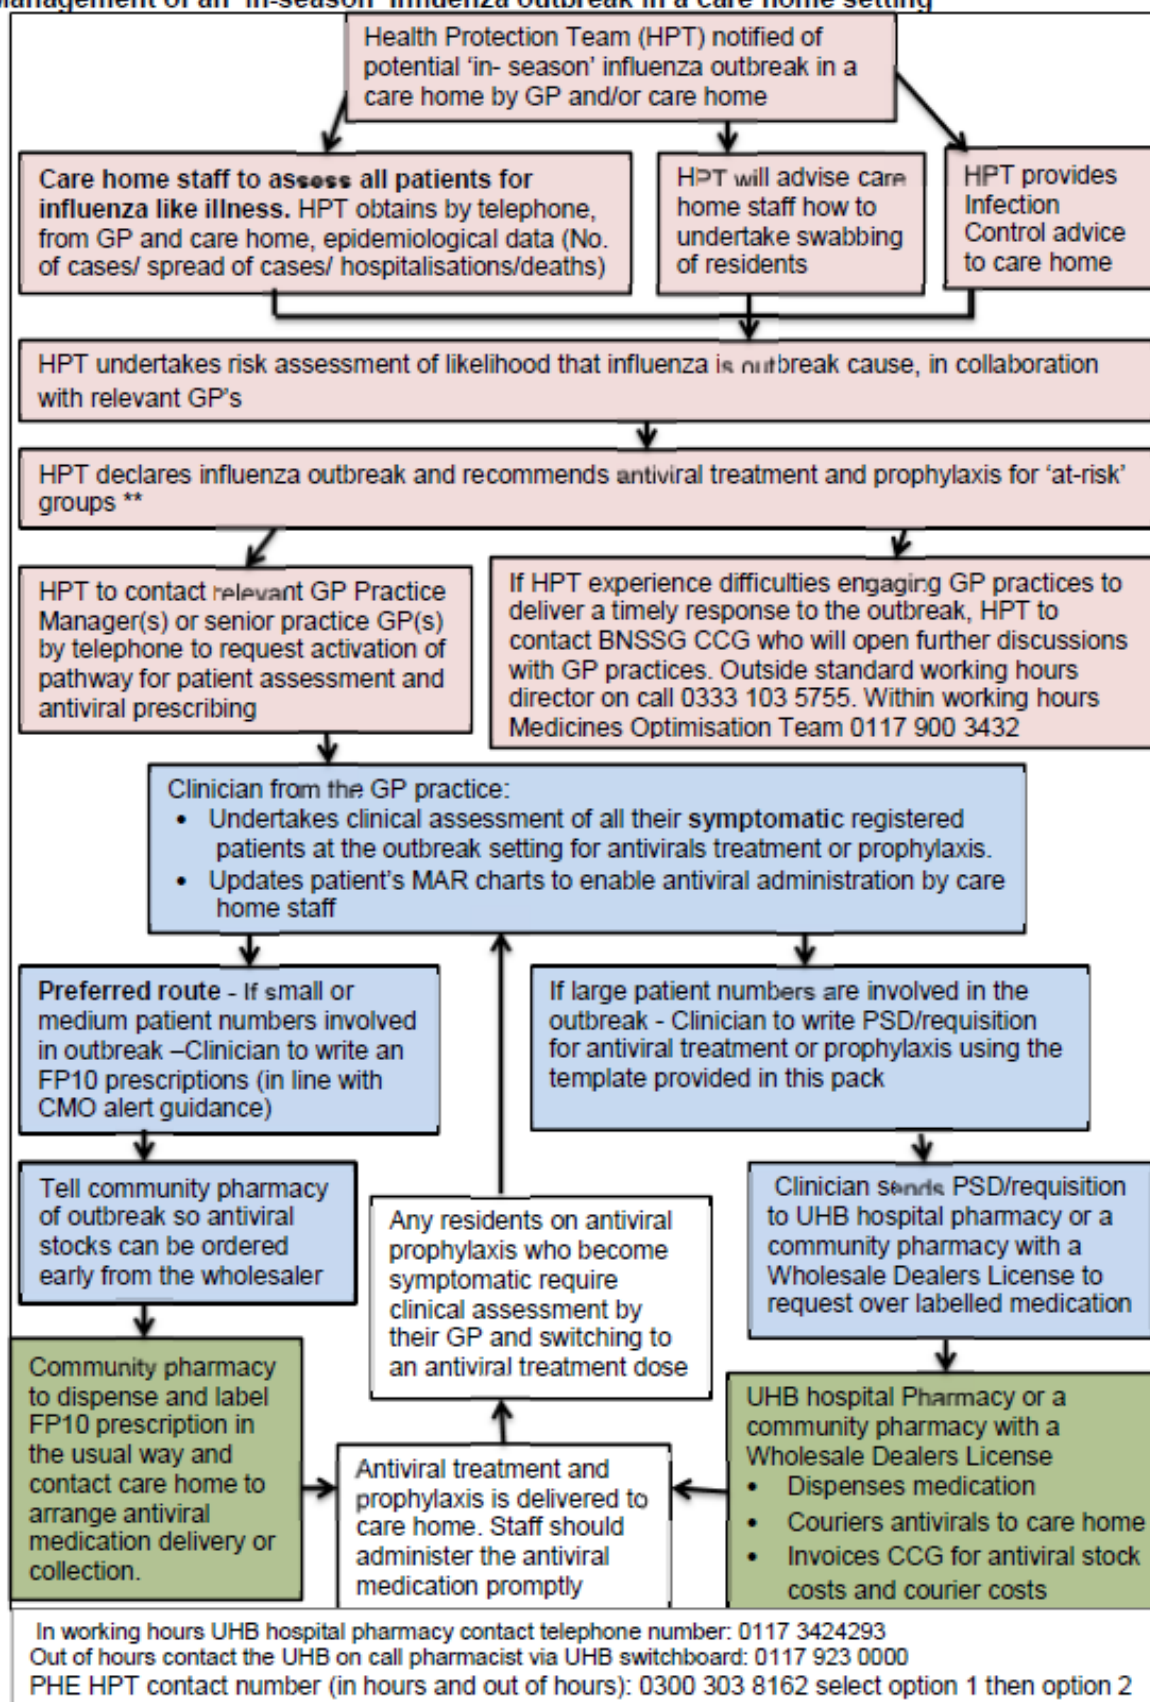 Management of an 'in-season' influenza outbreak in a care home setting
Health Protection Team (HPT) notified of
potential ‘in- season’ influenza outbreak in a
care home by GP and/or care home
Care home staff to assess all patients for
influenza like illness. HPT obtains by telephone,
from GP and care home, epidemiological data (No.
of cases/ spread of cases/ hospitalisations/deaths)
HPT will advise care
home staff how to
undertake swabbing
of residents
HPT provides
Infection
Control advice
to care home
HPT undertakes risk assessment of likelihood that influenza is outbreak cause, in collaboration
with relevant GP’s
HPT declares influenza outbreak and recommends antiviral treatment and prophylaxis for ‘at-risk’
groups **
HPT to contact relevant GP Practice
Manager(s) or senior practice GP(s)
by telephone to request activation of
pathway for patient assessment and
antiviral prescribing
If HPT experience difficulties engaging GP practices to
deliver a timely response to the outbreak, HPT to
contact BNSSG CCG who will open further discussions
with GP practices. Outside standard working hours
director on call 0333 103 5755. Within working hours
Medicines Optimisation Team 0117 900 3432
Clinician from the GP practice:
• Undertakes clinical assessment of all their symptomatic registered
patients at the outbreak setting for antivirals treatment or prophylaxis.
• Updates patient’s MAR charts to enable antiviral administration by care
home staff
Preferred route - If small or
medium patient numbers involved
in outbreak –Clinician to write an
FP10 prescriptions (in line with
CMO alert guidance)
If large patient numbers are involved in the
outbreak - Clinician to write PSD/requisition
for antiviral treatment or prophylaxis using the
template provided in this pack
Tell community pharmacy
of outbreak so antiviral
stocks can be ordered
early from the wholesaler
Any residents on antiviral
prophylaxis who become
symptomatic require
clinical assessment by
their GP and switching to
an antiviral treatment dose
Clinician sends PSD/requisition
to UHB hospital pharmacy or a
community pharmacy with a
Wholesale Dealers License to
request over labelled medication
Community pharmacy
to dispense and label
FP10 prescription in
the usual way and
contact care home to
arrange antiviral
medication delivery or
collection.
Antiviral treatment and
prophylaxis is delivered to
care home. Staff should
administer the antiviral
medication promptly
UHB hospital Pharmacy or a
community pharmacy with a
Wholesale Dealers License
• Dispenses medication
• Couriers antivirals to care home
• Invoices CCG for antiviral stock
costs and courier costs
In working hours UHB hospital pharmacy contact telephone number: 0117 3424293
Out of hours contact the UHB on call pharmacist via UHB switchboard: 0117 923 0000
PHE HPT contact number (in hours and out of hours): 0300 303 8162 select option 1 then option 2